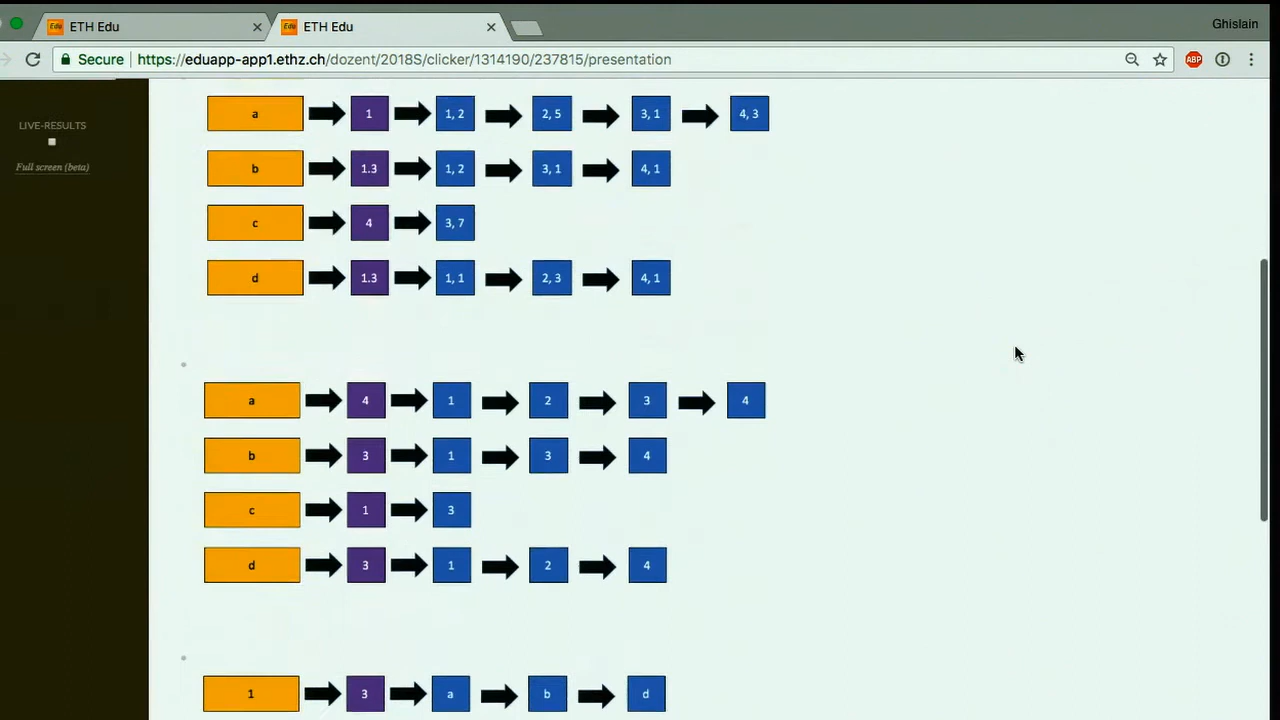 ETH Edu ETH Edu Ghislain
Secure https://eduapp-app1.ethz.ch/dozent/2018S/clicker/1314190/237815/presentation ABP
LIVE-RESULTS
Full screen (beta)
a 1 1, 2 2, 5 3, 1 4, 3
b 1.3 1, 2 3, 1 4, 1
c 4 3, 7
d 1.3 1, 1 2, 3 4, 1
a 4 1 2 3 4
b 3 1 3 4
c 1 3
d 3 1 2 4
1 3 a b d